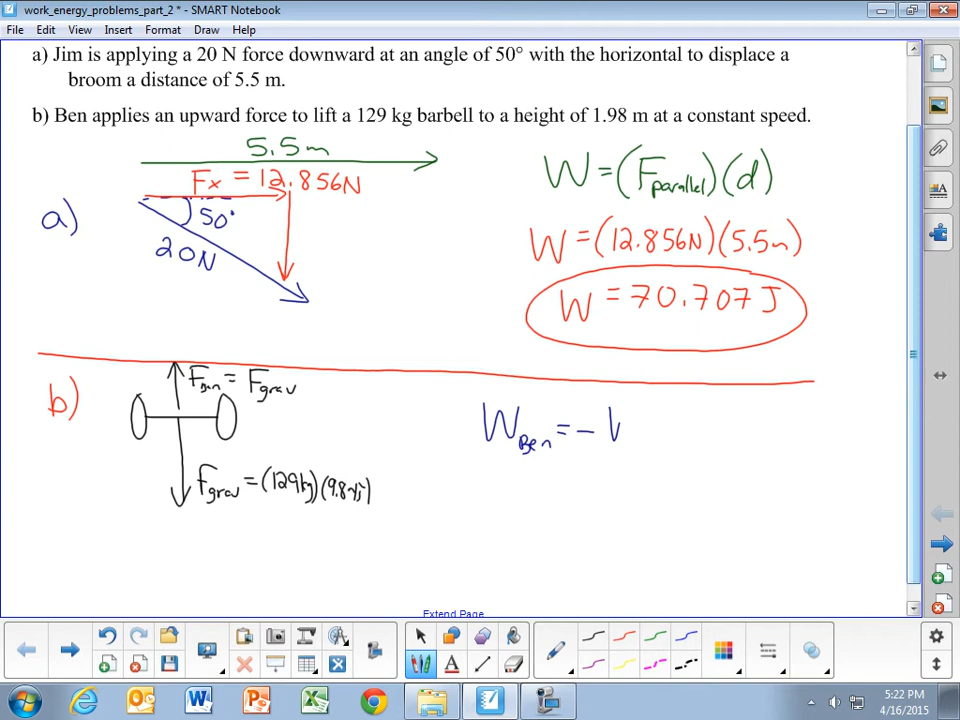 work_energy_problems_part_2 * - SMART Notebook
File Edit View Insert Format Draw Help
a) Jim is applying a 20 N force downward at an angle of 50° with the horizontal to displace a
broom a distance of 5.5 m.
b) Ben applies an upward force to lift a 129 kg barbell to a height of 1.98 m at a constant speed.
5.5m
Fx = 12.856N
a)
50°
20N
W = (Fparallel)(d)
W = (12.856N)(5.5m)
W = 70.707 J
b)
FBen = Fgrav
Fgrav = (129kg)(9.8m/s²)
WBen = -
Extend Page
5:22 PM
4/16/2015